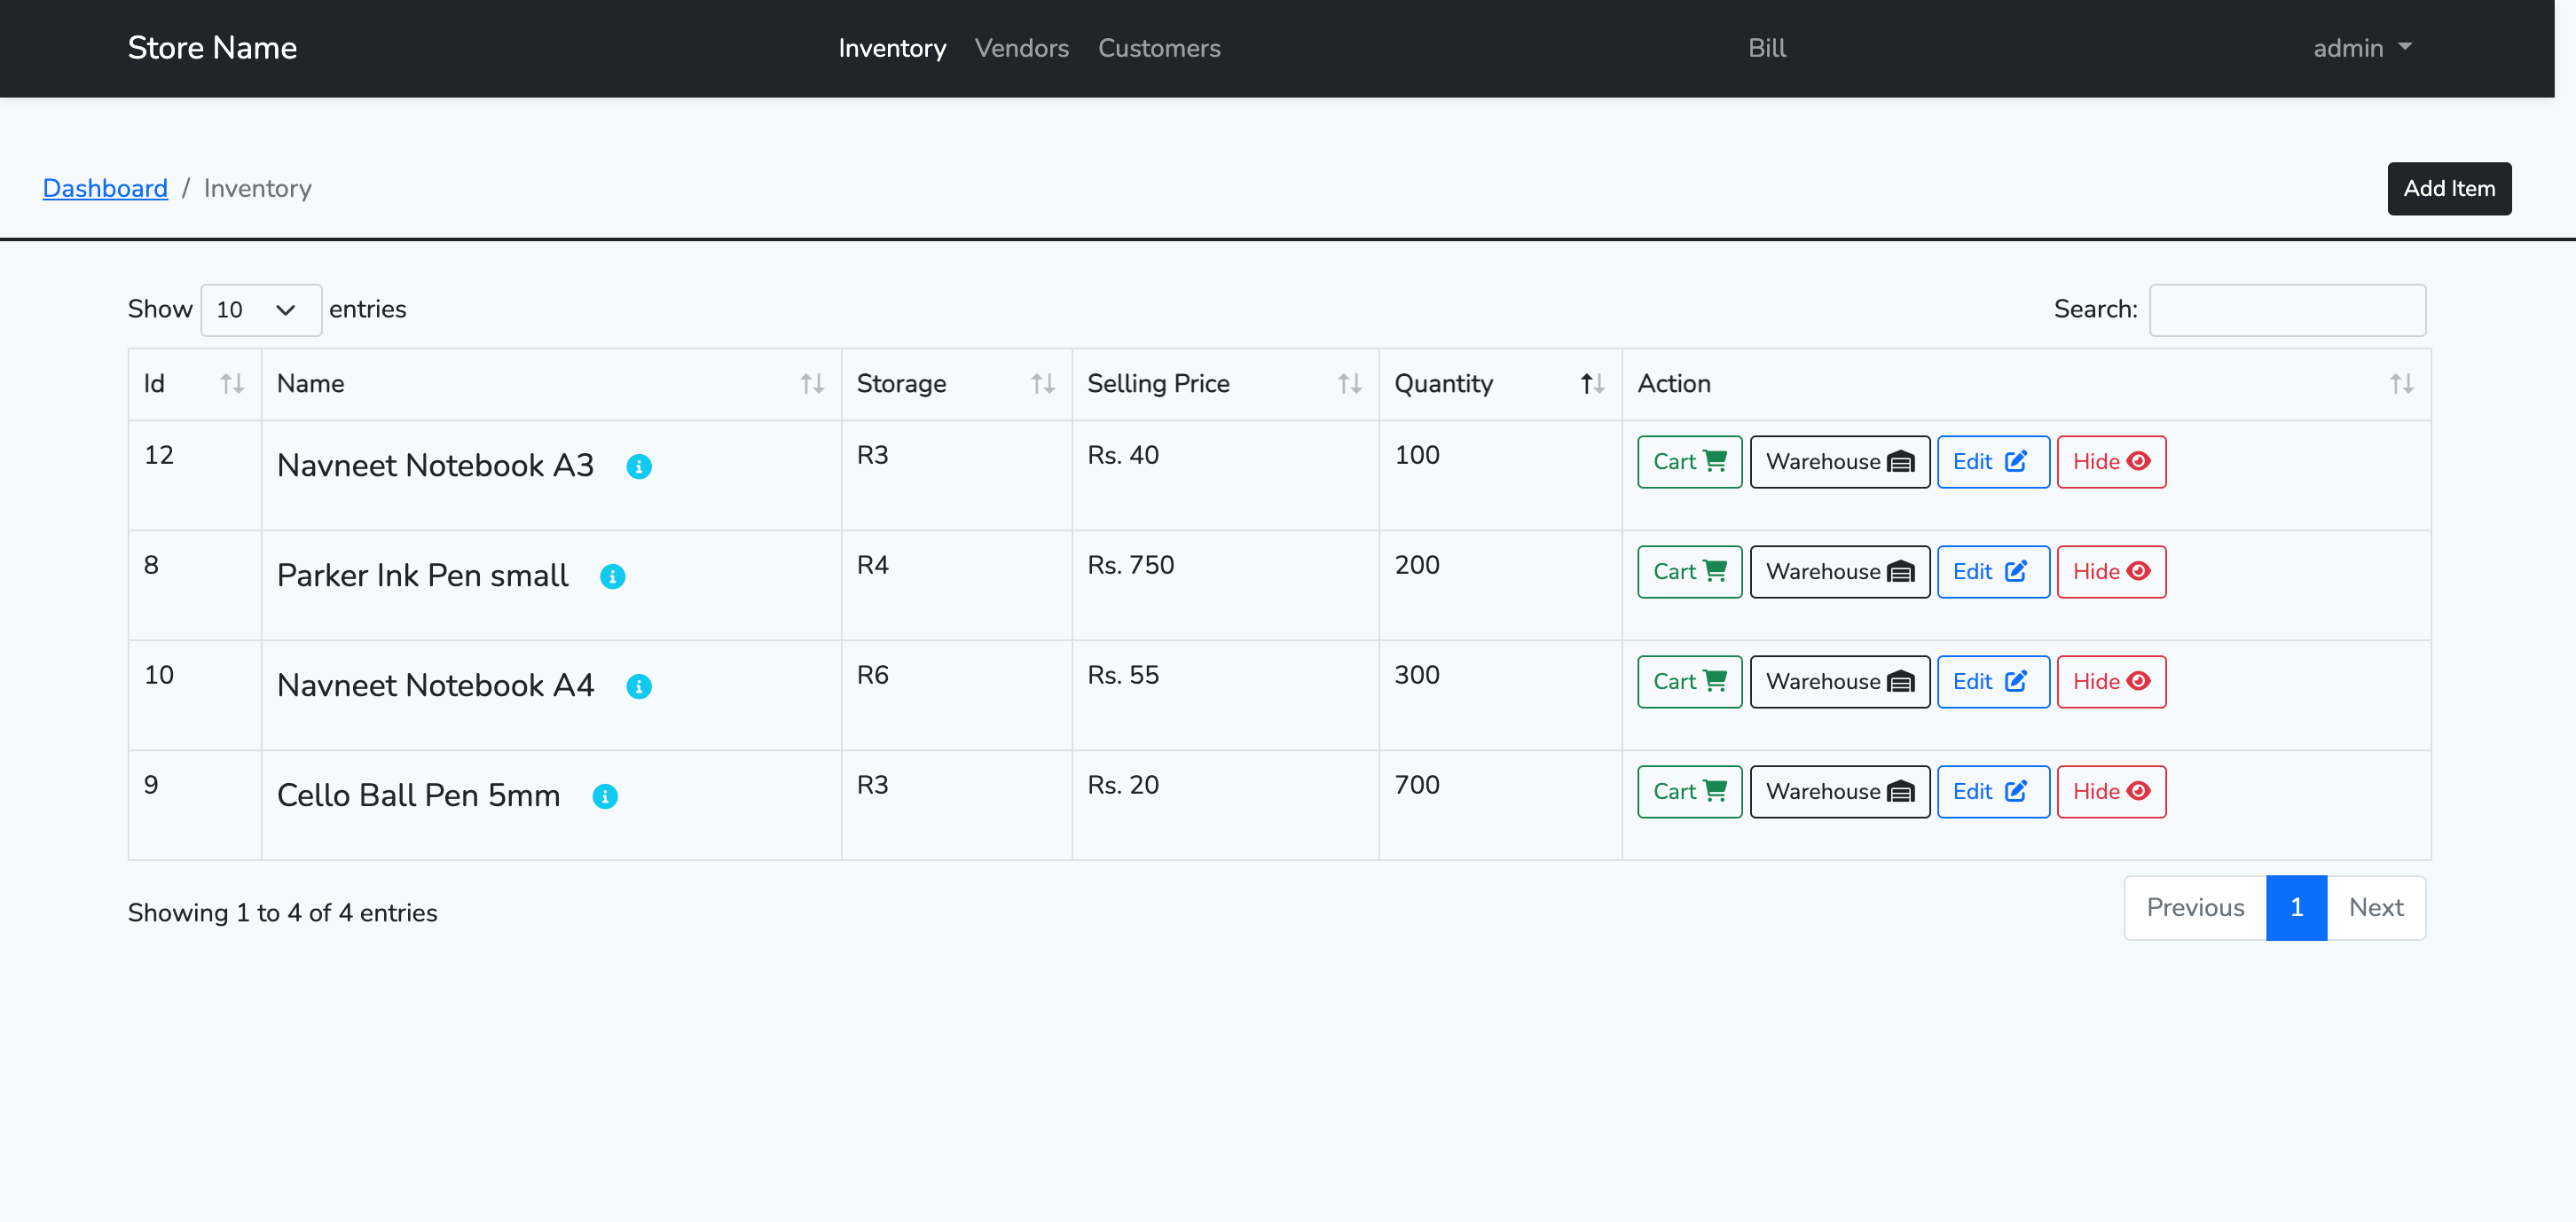 Store Name Inventory Vendors Customers Bill admin
Dashboard / Inventory Add Item
Show 10 entries Search:
Id Name Storage Selling Price Quantity Action
12 Navneet Notebook A3 R3 Rs. 40 100 Cart Warehouse Edit Hide
8 Parker Ink Pen small R4 Rs. 750 200 Cart Warehouse Edit Hide
10 Navneet Notebook A4 R6 Rs. 55 300 Cart Warehouse Edit Hide
9 Cello Ball Pen 5mm R3 Rs. 20 700 Cart Warehouse Edit Hide
Showing 1 to 4 of 4 entries Previous 1 Next